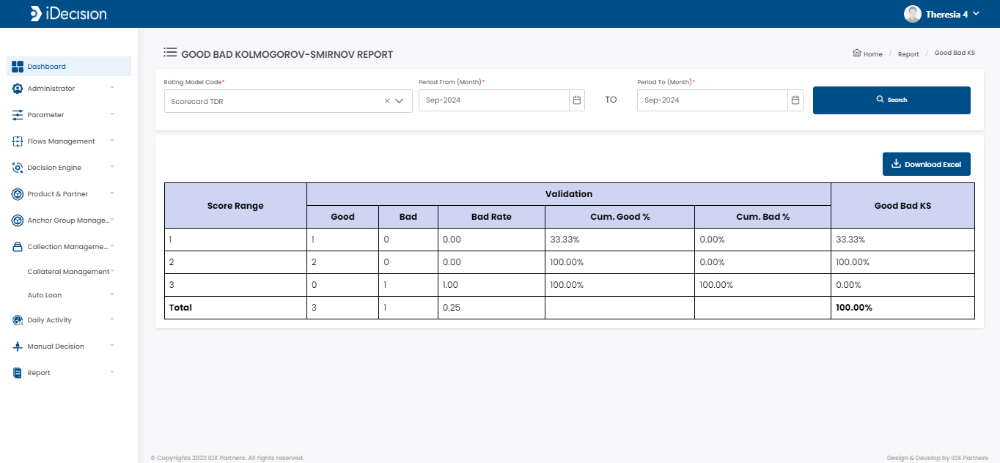 iDecision
Theresia 4
Dashboard
Administrator
Parameter
Flows Management
Decision Engine
Product & Partner
Anchor Group Manage...
Collection Manageme...
Collateral Management
Auto Loan
Daily Activity
Manual Decision
Report
GOOD BAD KOLMOGOROV-SMIRNOV REPORT
Home / Report / Good Bad KS
Rating Model Code* Period From (Month)* Period To (Month)*
Scorecard TDR Sep-2024 TO Sep-2024 Search
Download Excel
Score Range Validation Good Bad KS
Good Bad Bad Rate Cum. Good % Cum. Bad %
1 1 0 0.00 33.33% 0.00% 33.33%
2 2 0 0.00 100.00% 0.00% 100.00%
3 0 1 1.00 100.00% 100.00% 0.00%
Total 3 1 0.25 100.00%
© Copyrights 2022 IDX Partners. All rights reserved.
Design & Develop by IDX Partners